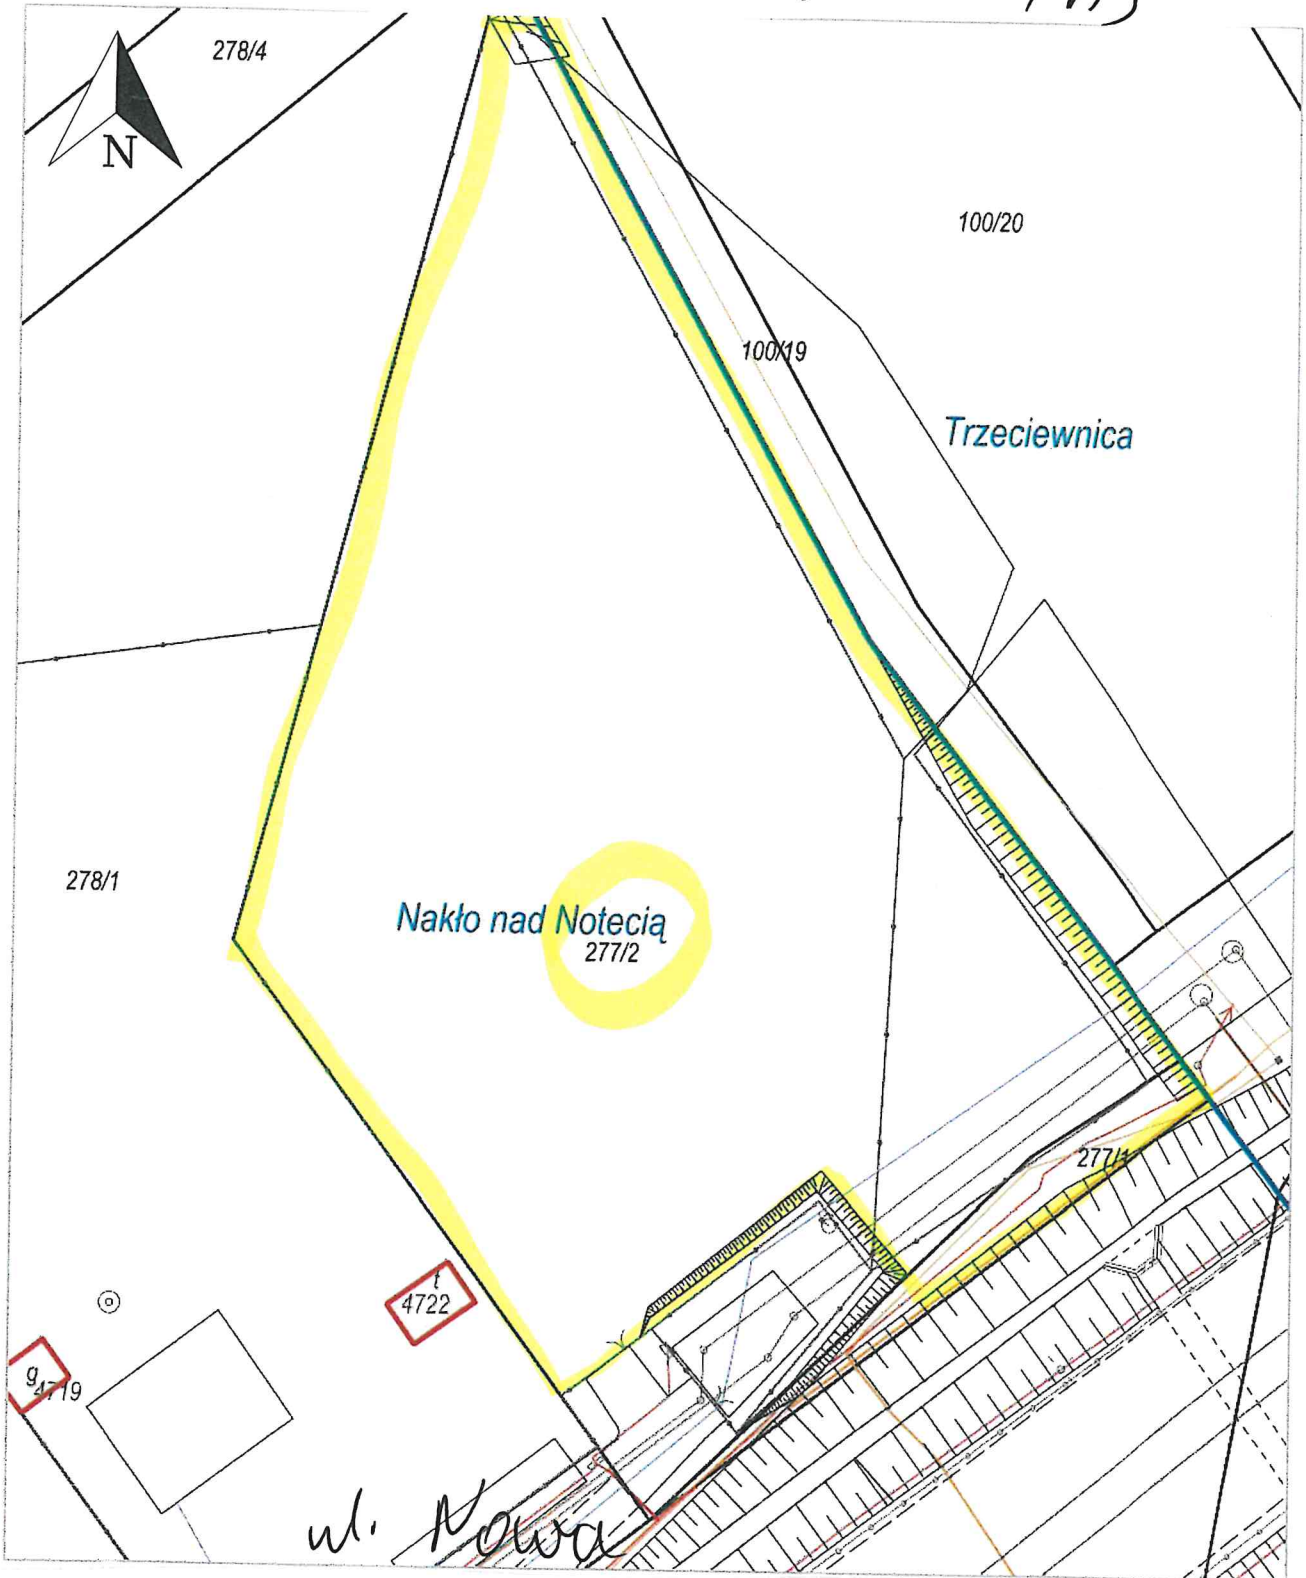 278/4
N
100/20
100/19
Trzeciewnica
278/1
Nakło nad Notecią
277/2
277/1
t
4722
g
4719
ul. Nowa